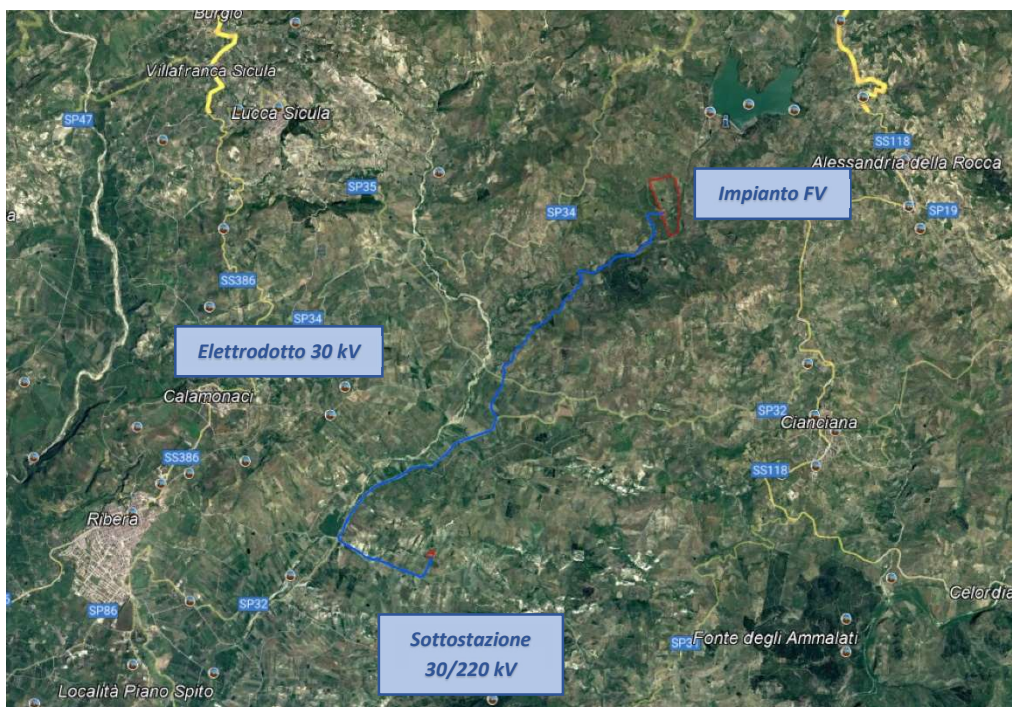 Burgio
Villafranca Sicula
Lucca Sicula
SP47
SS118
Alessandria della Rocca
SP35
Impianto FV
SP34
SP19
SS386
SP34
Elettrodotto 30 kV
Calamonaci
SP32
Cianciana
SS386
SS118
Ribera
SP32
SP86
Celordia
Sottostazione
30/220 kV
Fonte degli Ammalati
Località Piano Spito